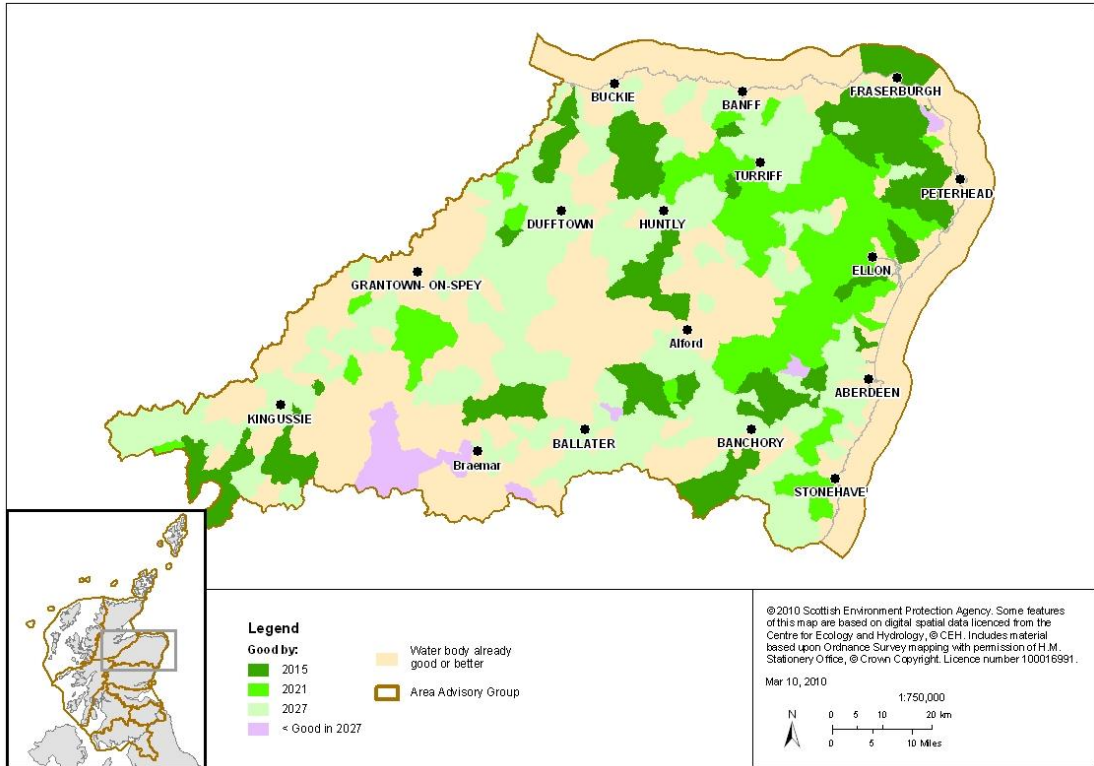 FRASERBURGH
BUCKIE
BANFF
TURRIFF
PETERHEAD
DUFFTOWN
HUNTLY
ELLON
GRANTOWN-ON-SPEY
Alford
ABERDEEN
KINGUSSIE
BALLATER
BANCHORY
Braemar
STONEHAVE'
Legend
Good by:
2015
2021
2027
< Good in 2027
Water body already
good or better
Area Advisory Group
©2010 Scottish Environment Protection Agency. Some features
of this map are based on digital spatial data licenced from the
Centre for Ecology and Hydrology, © CEH. Includes material
based upon Ordnance Survey mapping with permission of H.M.
Stationery Office, © Crown Copyright. Licence number 100016991.
Mar 10, 2010
1:750,000
N
0 5 10 20 km
0 5 10 Miles